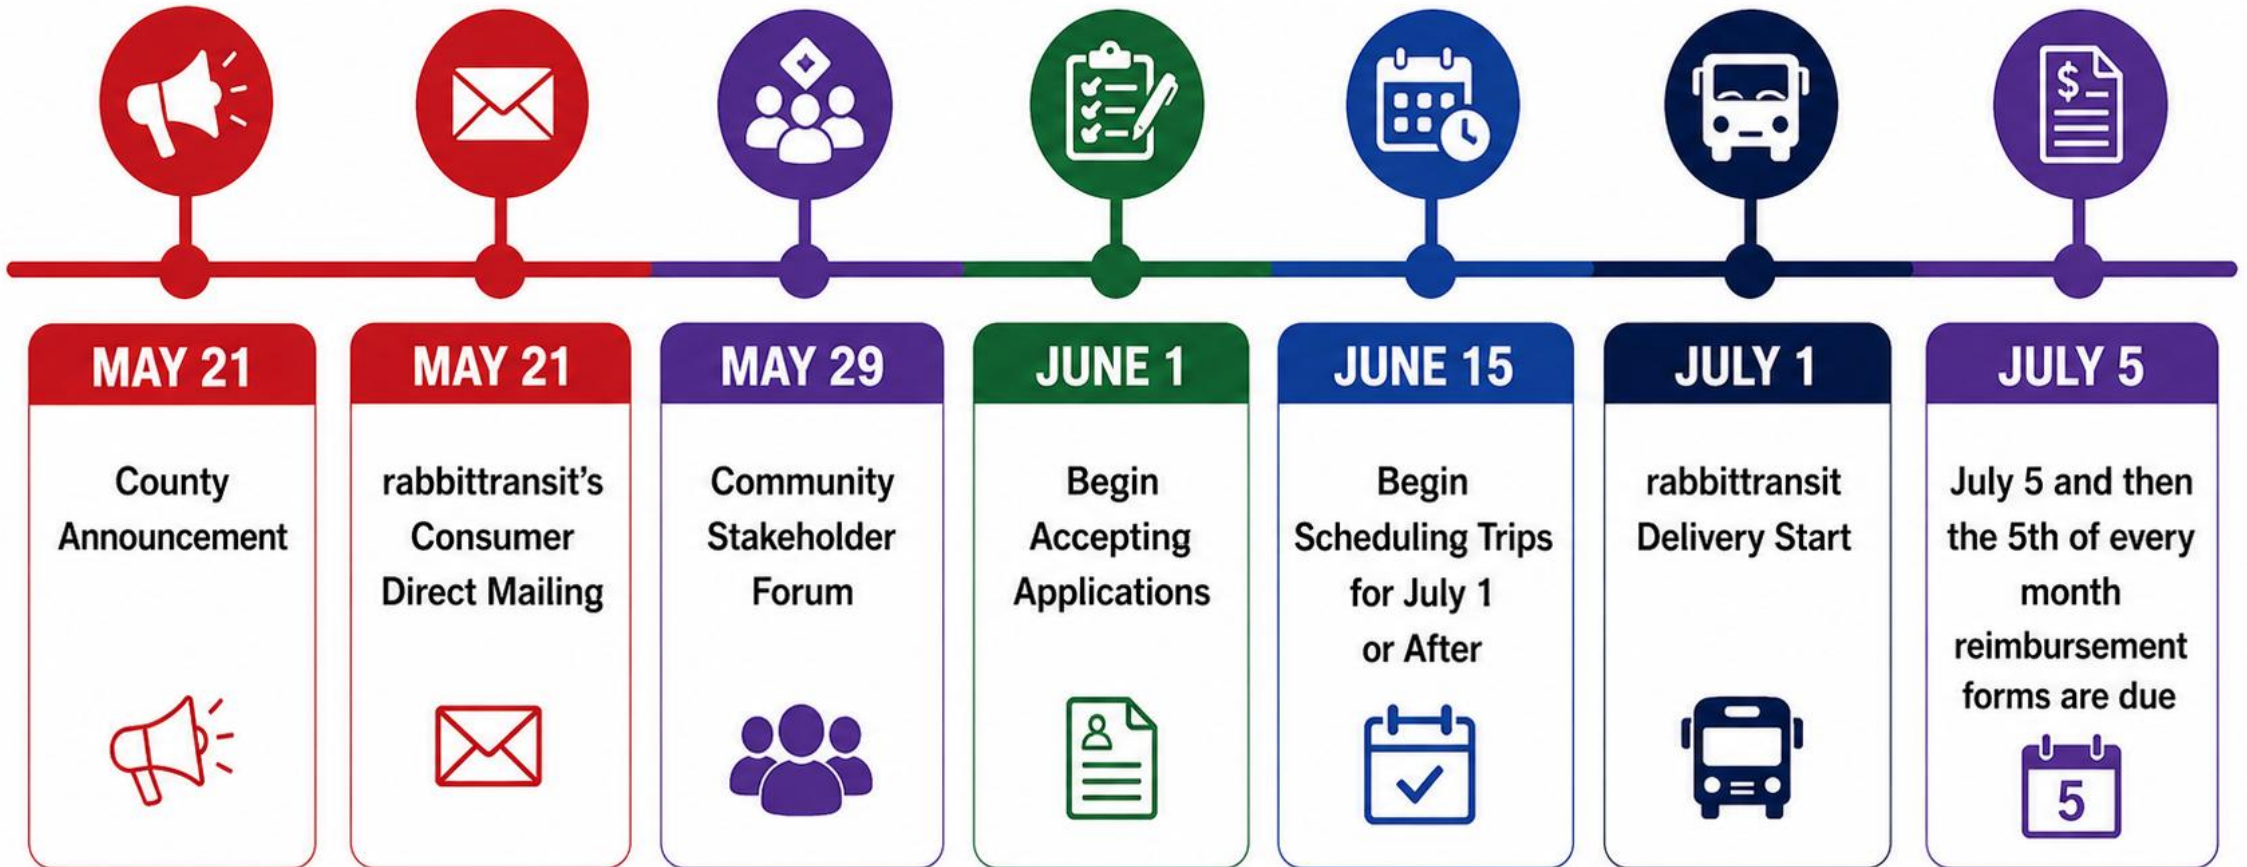 MAY 21
County
Announcement
MAY 21
rabbittransit’s
Consumer
Direct Mailing
MAY 29
Community
Stakeholder
Forum
JUNE 1
Begin
Accepting
Applications
JUNE 15
Begin
Scheduling Trips
for July 1
or After
JULY 1
rabbittransit
Delivery Start
JULY 5
July 5 and then
the 5th of every
month
reimbursement
forms are due
$
5